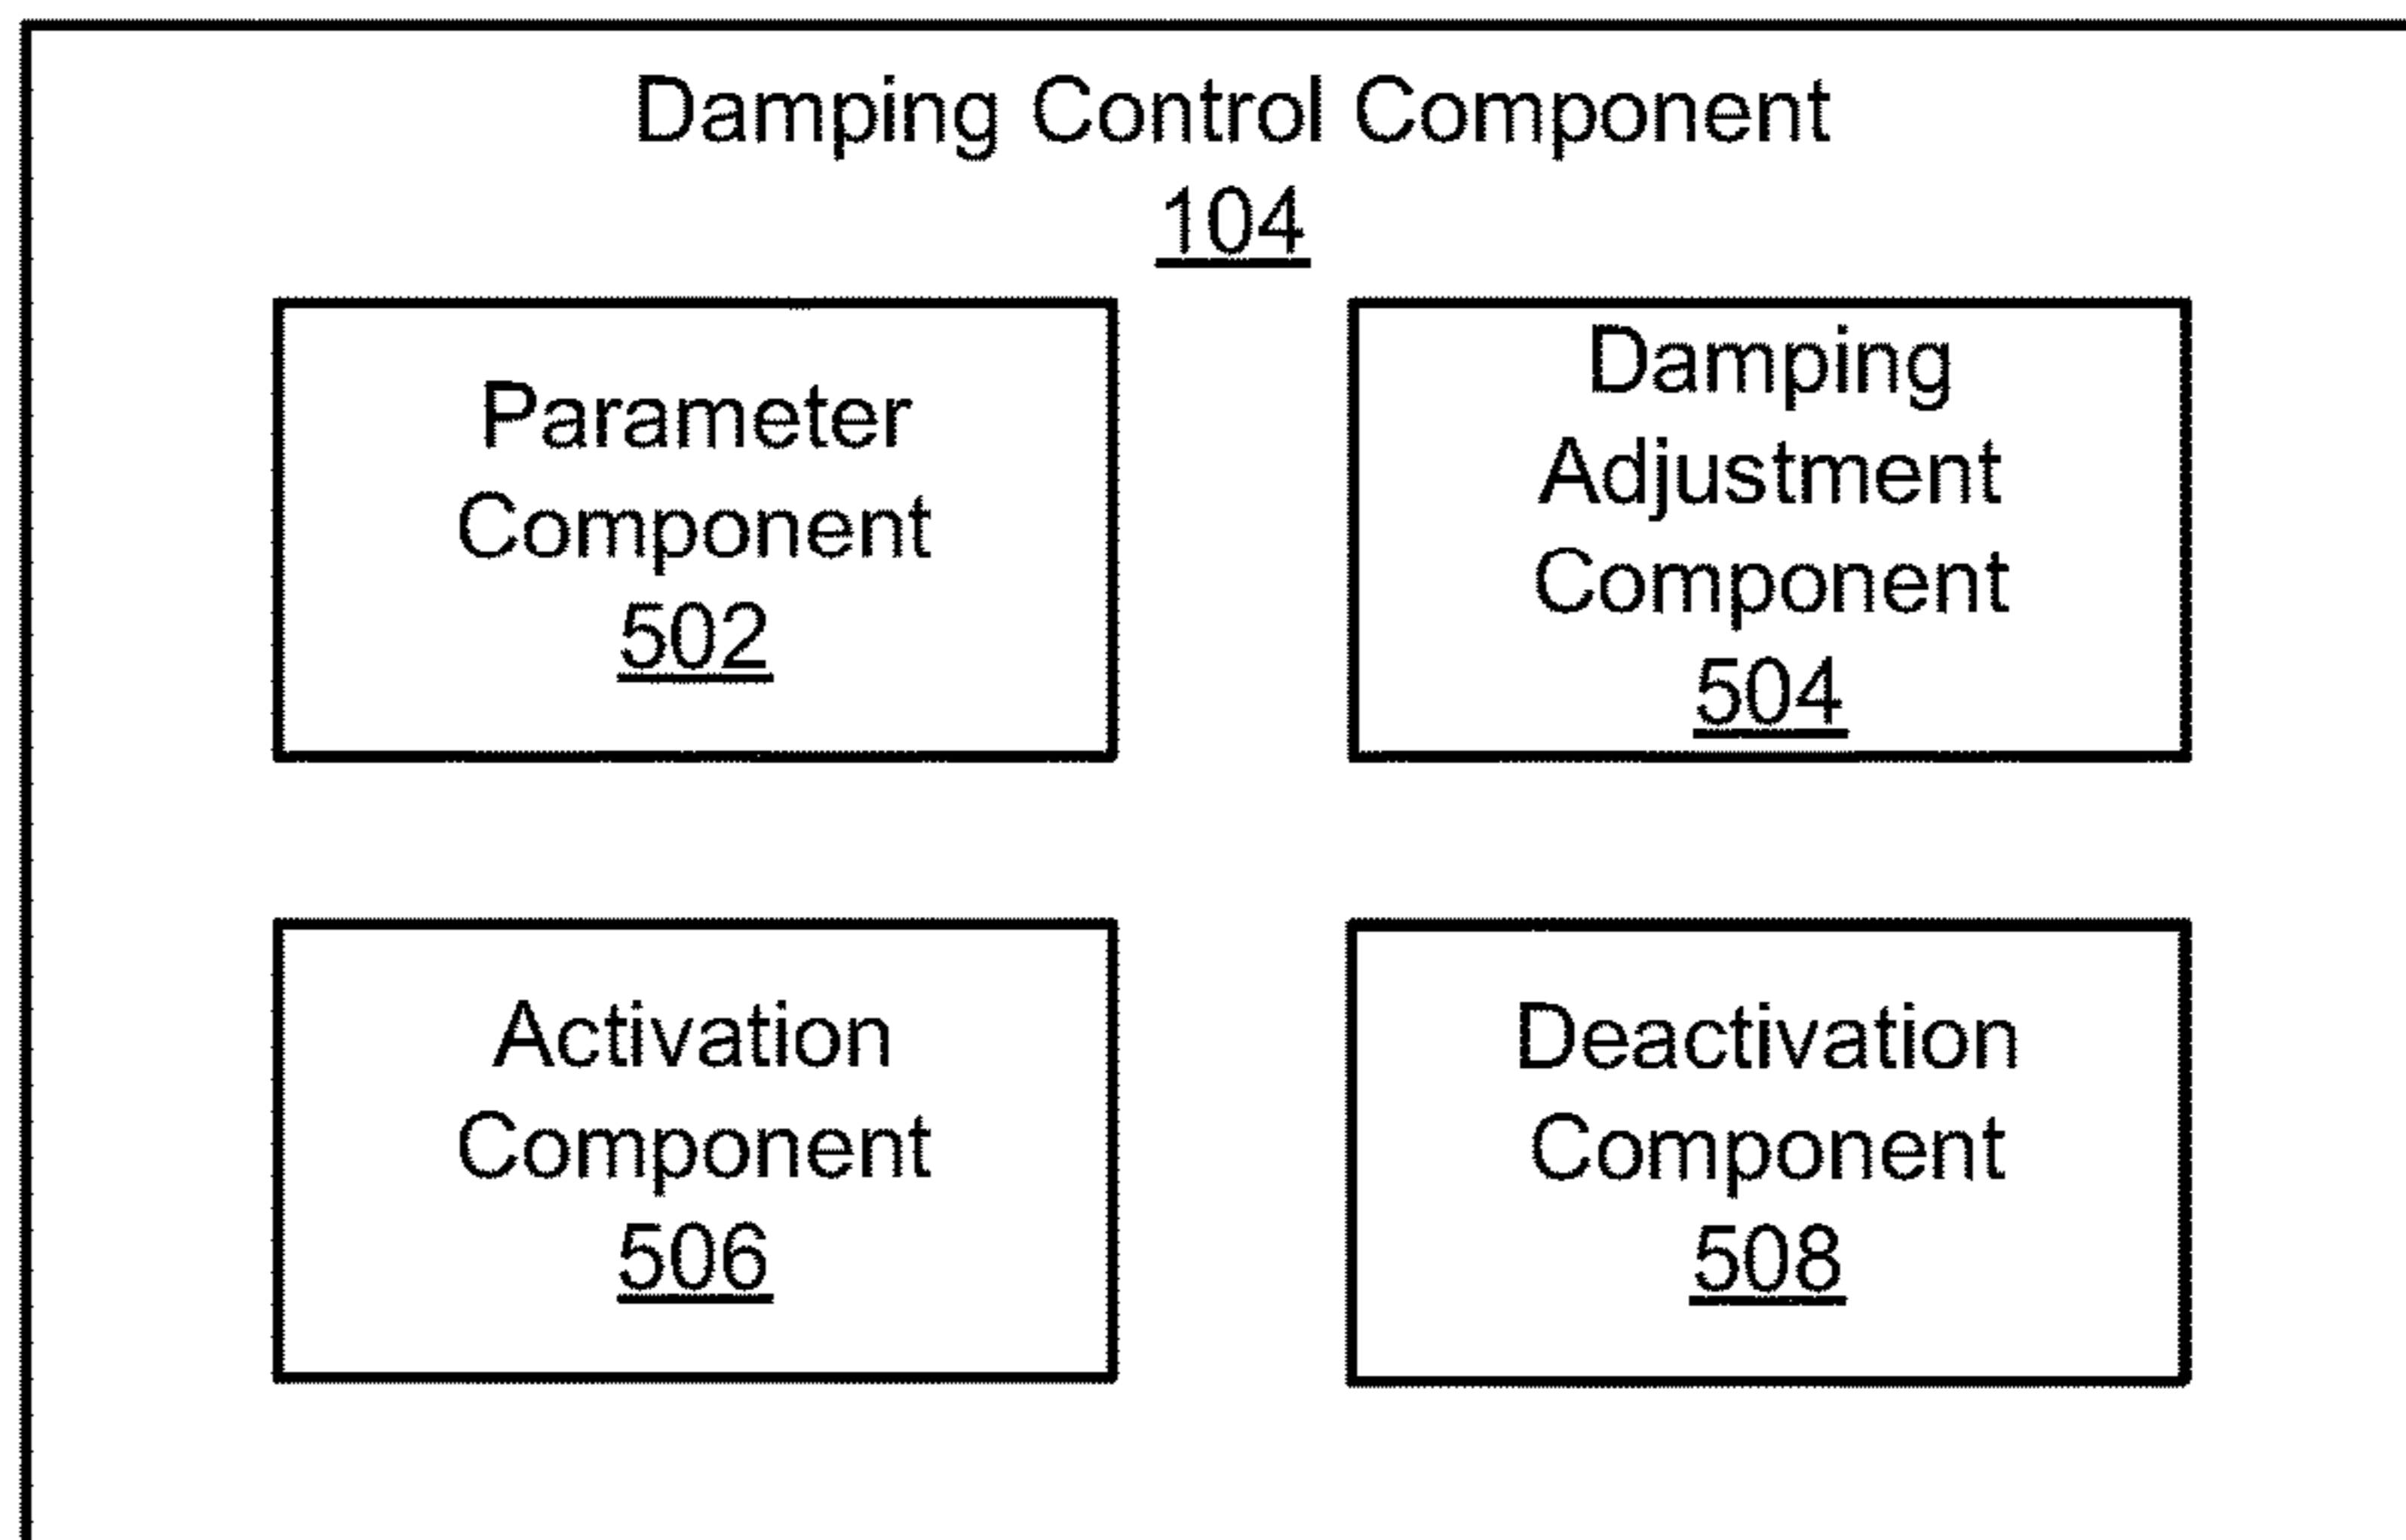 Damping Control Component
104
Parameter
Component
502
Damping
Adjustment
Component
504
Activation
Component
506
Deactivation
Component
508